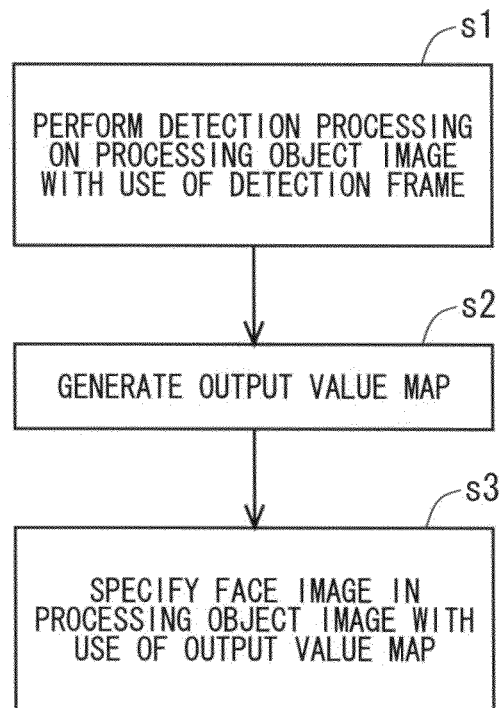 s1
PERFORM DETECTION PROCESSING
ON PROCESSING OBJECT IMAGE
WITH USE OF DETECTION FRAME
s2
GENERATE OUTPUT VALUE MAP
s3
SPECIFY FACE IMAGE IN
PROCESSING OBJECT IMAGE WITH
USE OF OUTPUT VALUE MAP